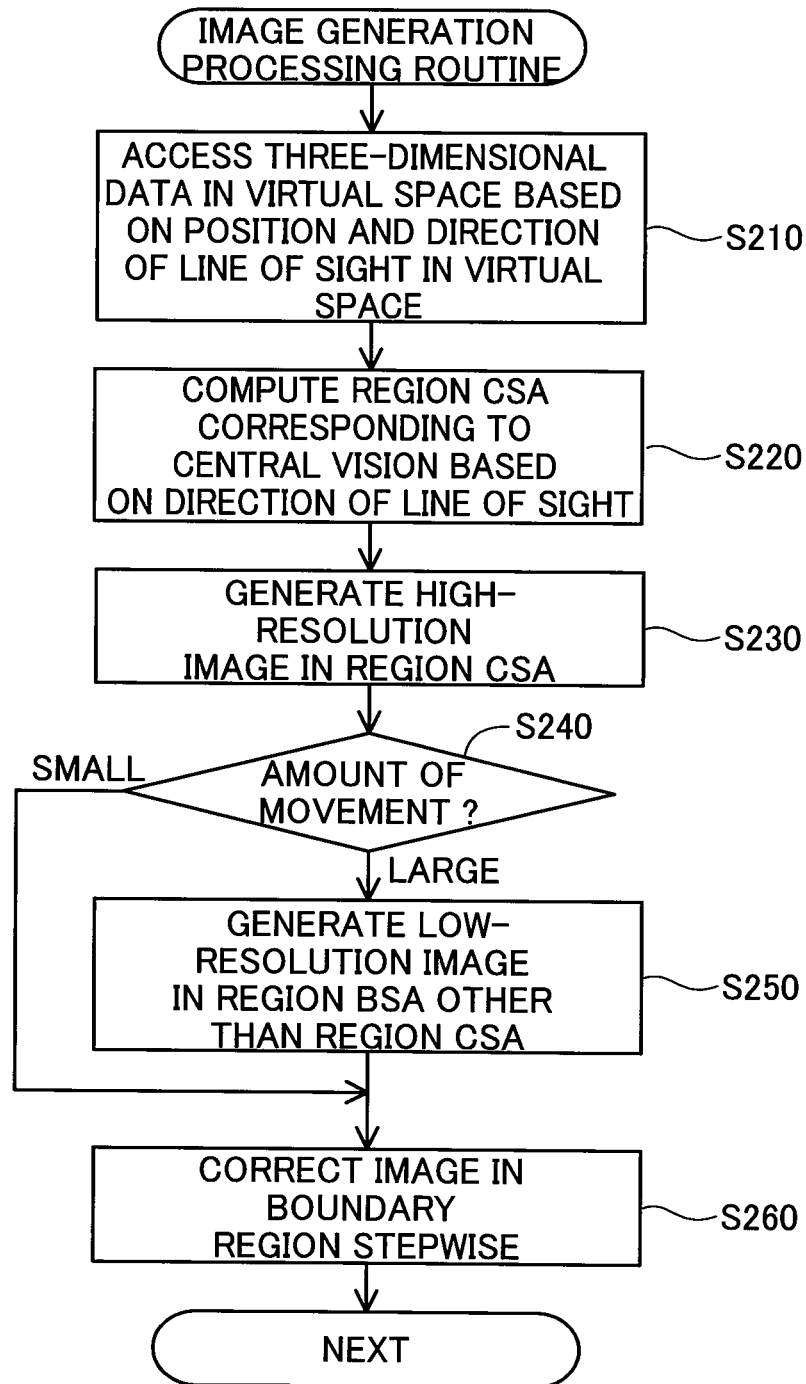 IMAGE GENERATION
PROCESSING ROUTINE
ACCESS THREE-DIMENSIONAL
DATA IN VIRTUAL SPACE BASED
ON POSITION AND DIRECTION
OF LINE OF SIGHT IN VIRTUAL
SPACE
S210
COMPUTE REGION CSA
CORRESPONDING TO
CENTRAL VISION BASED
ON DIRECTION OF LINE OF SIGHT
S220
GENERATE HIGH-
RESOLUTION
IMAGE IN REGION CSA
S230
S240
SMALL
AMOUNT OF
MOVEMENT ?
LARGE
GENERATE LOW-
RESOLUTION IMAGE
IN REGION BSA OTHER
THAN REGION CSA
S250
CORRECT IMAGE IN
BOUNDARY
REGION STEPWISE
S260
NEXT